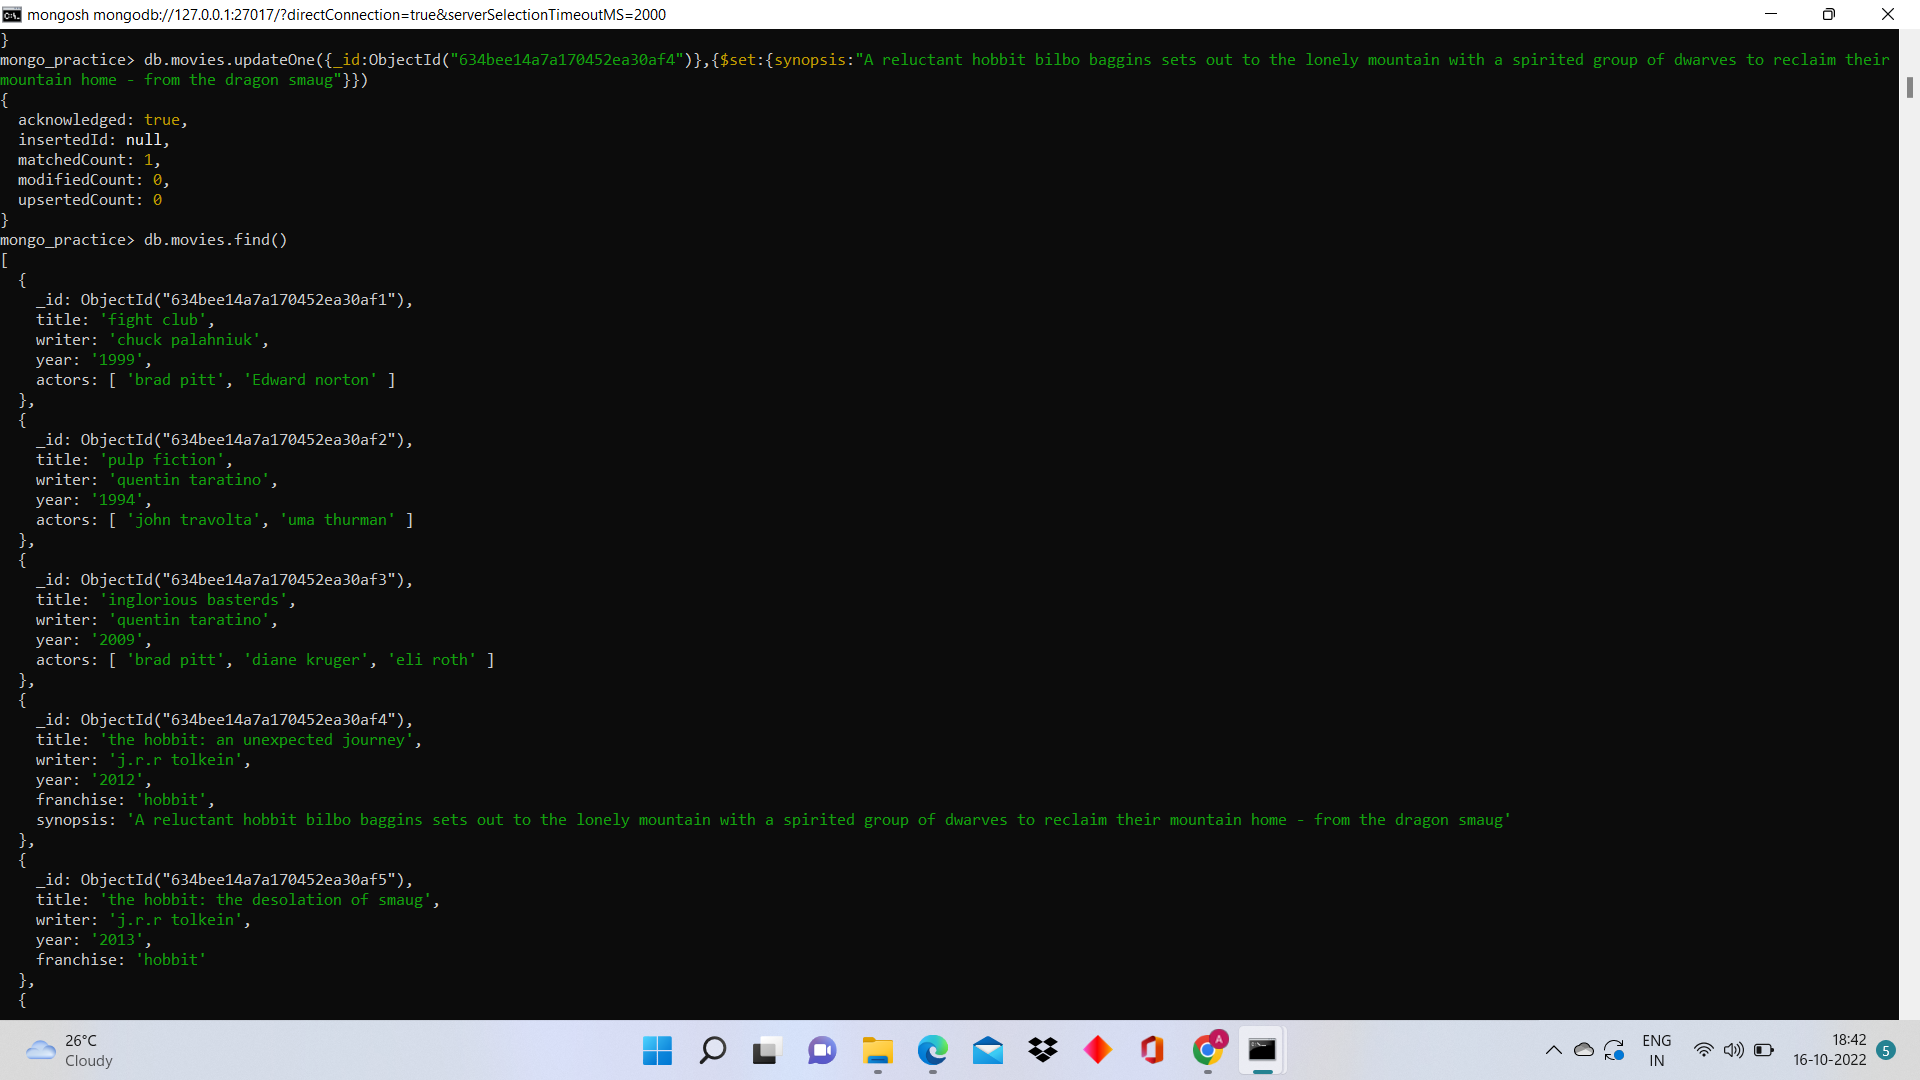 mongosh mongodb://127.0.0.1:27017/?directConnection=true&serverSelectionTimeoutMS=2000
}
mongo_practice> db.movies.updateOne({_id:ObjectId("634bee14a7a170452ea30af4")},{$set:{synopsis:"A reluctant hobbit bilbo baggins sets out to the lonely mountain with a spirited group of dwarves to reclaim their
mountain home - from the dragon smaug"}})
{
  acknowledged: true,
  insertedId: null,
  matchedCount: 1,
  modifiedCount: 0,
  upsertedCount: 0
}
mongo_practice> db.movies.find()
[
  {
    _id: ObjectId("634bee14a7a170452ea30af1"),
    title: 'fight club',
    writer: 'chuck palahniuk',
    year: '1999',
    actors: [ 'brad pitt', 'Edward norton' ]
  },
  {
    _id: ObjectId("634bee14a7a170452ea30af2"),
    title: 'pulp fiction',
    writer: 'quentin taratino',
    year: '1994',
    actors: [ 'john travolta', 'uma thurman' ]
  },
  {
    _id: ObjectId("634bee14a7a170452ea30af3"),
    title: 'inglorious basterds',
    writer: 'quentin taratino',
    year: '2009',
    actors: [ 'brad pitt', 'diane kruger', 'eli roth' ]
  },
  {
    _id: ObjectId("634bee14a7a170452ea30af4"),
    title: 'the hobbit: an unexpected journey',
    writer: 'j.r.r tolkein',
    year: '2012',
    franchise: 'hobbit',
    synopsis: 'A reluctant hobbit bilbo baggins sets out to the lonely mountain with a spirited group of dwarves to reclaim their mountain home - from the dragon smaug'
  },
  {
    _id: ObjectId("634bee14a7a170452ea30af5"),
    title: 'the hobbit: the desolation of smaug',
    writer: 'j.r.r tolkein',
    year: '2013',
    franchise: 'hobbit'
  },
  {
26°C
Cloudy
A
ENG
IN
18:42
16-10-2022
5